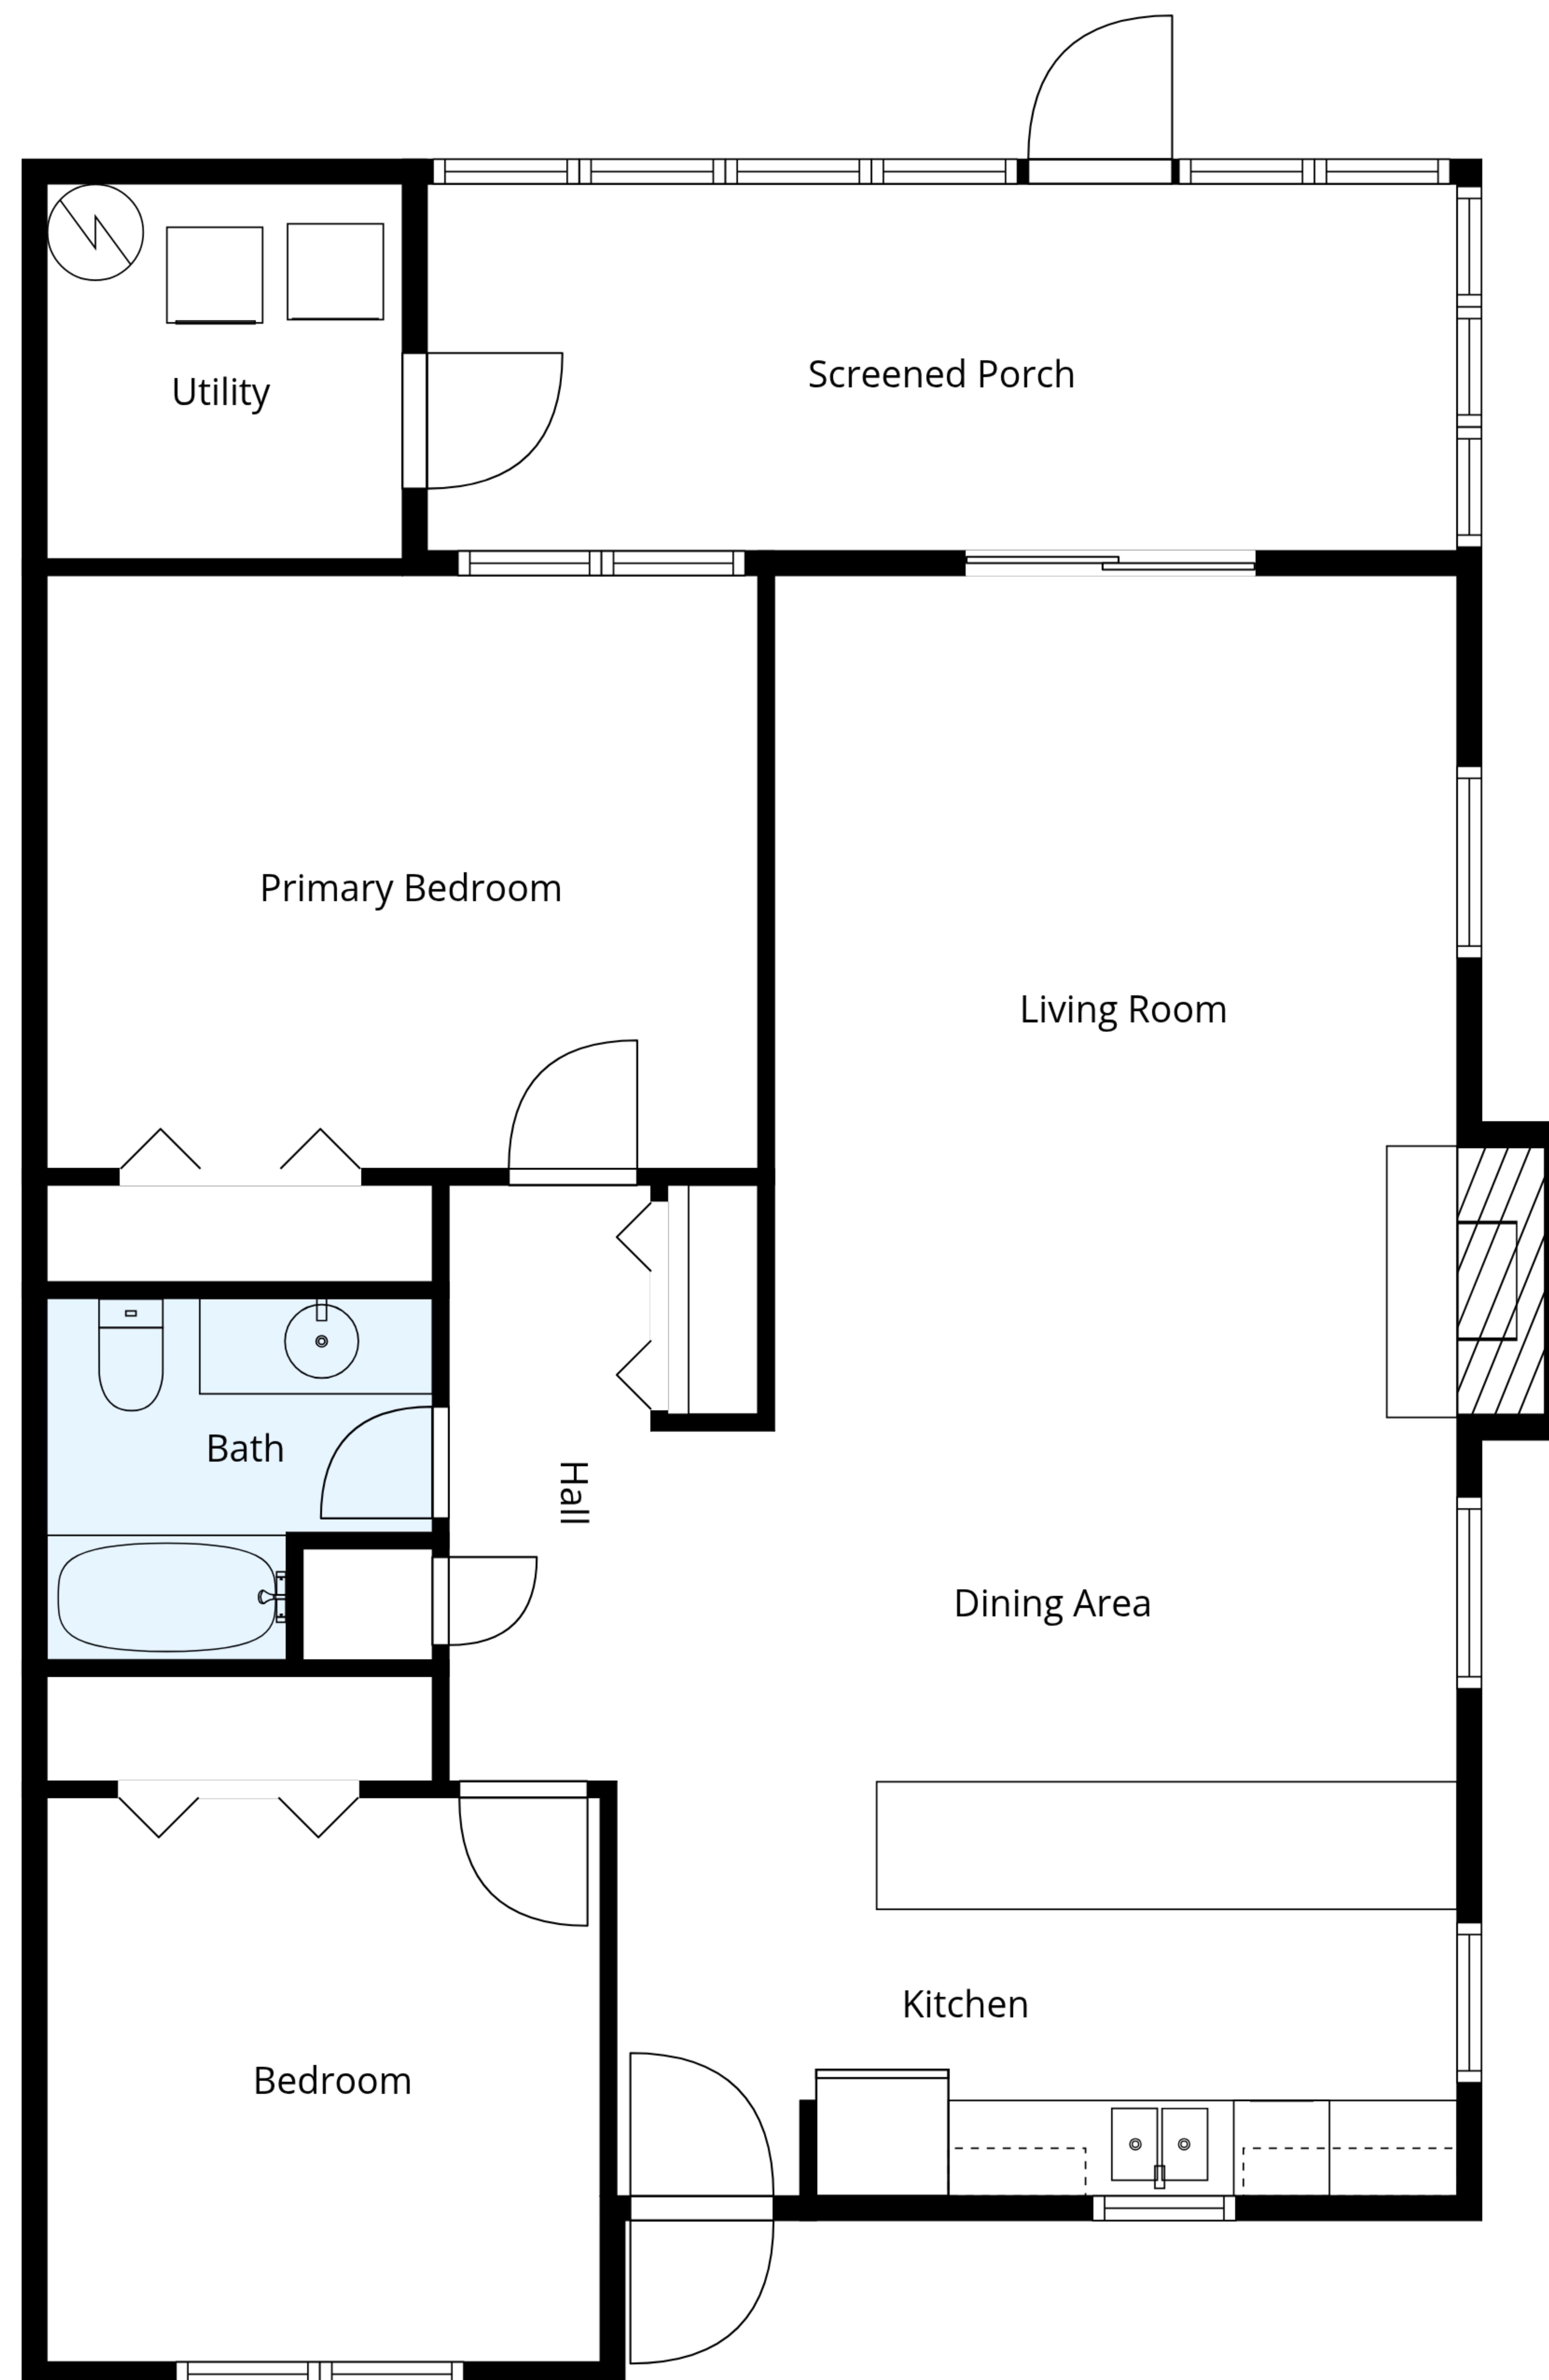 Screened Porch
Utility
Primary Bedroom
Living Room
Bath
Hall
Dining Area
Kitchen
Bedroom